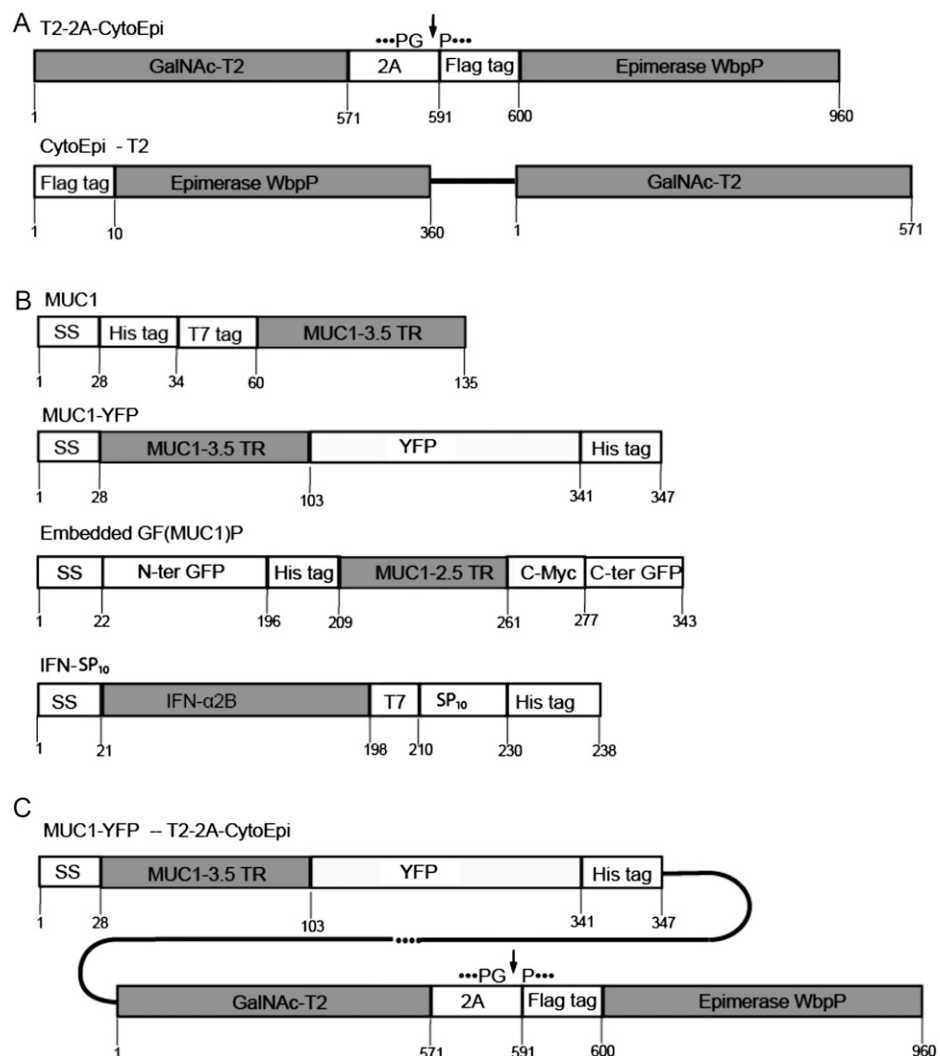 A
T2-2A-CytoEpi
•••PG P•••
GalNAc-T2 2A Flag tag Epimerase WbpP
1 571 591 600 960
CytoEpi - T2
Flag tag Epimerase WbpP GalNAc-T2
1 10 360 1 571
B
MUC1
SS His tag T7 tag MUC1-3.5 TR
1 28 34 60 135
MUC1-YFP
SS MUC1-3.5 TR YFP His tag
1 28 103 341 347
Embedded GF(MUC1)P
SS N-ter GFP His tag MUC1-2.5 TR C-Myc C-ter GFP
1 22 196 209 261 277 343
IFN-SP₁₀
SS IFN-α2B T7 SP₁₀ His tag
1 21 198 210 230 238
C
MUC1-YFP -- T2-2A-CytoEpi
SS MUC1-3.5 TR YFP His tag
1 28 103 341 347
•••PG P•••
GalNAc-T2 2A Flag tag Epimerase WbpP
1 571 591 600 960